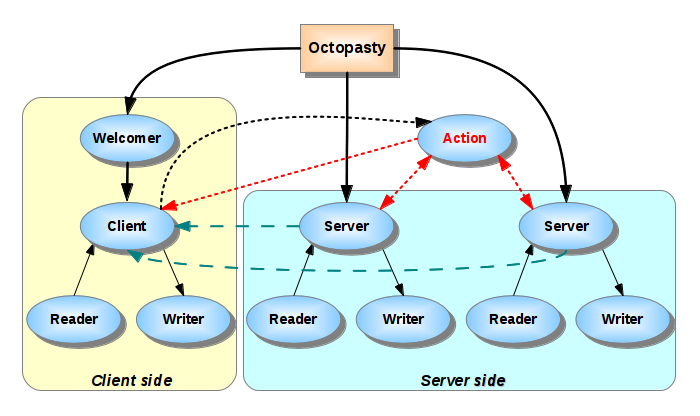 Octopasty
Welcomer
Action
Client
Server
Server
Reader
Writer
Reader
Writer
Reader
Writer
Client side
Server side